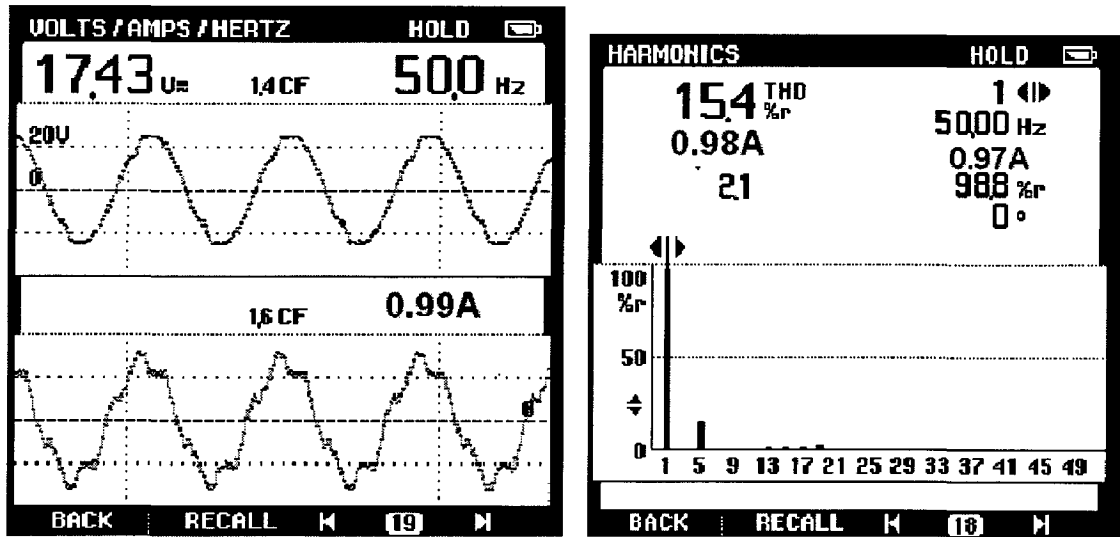 VOLTS/AMPS/HERTZ HOLD
17,43 V≂ 1,4 CF 50,0 Hz
20V
0
1,6 CF 0.99A
0
BACK RECALL 19
HARMONICS HOLD
15,4 THD %r 1
50,00 Hz
0.98A 0.97A
2,1 98,8 %r
0 °
100
%r
50
0
1 5 9 13 17 21 25 29 33 37 41 45 49
BACK RECALL 18